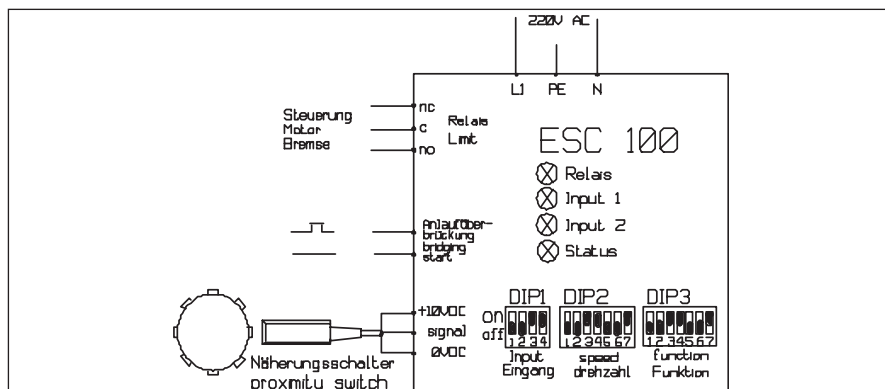 220V AC
L1 PE N
Steuerung
Motor
Bremse
nc
c
no
Relais
Limit
ESC 100
Relais
Input 1
Input 2
Status
Anlaufüber-
brückung
bridging
start
+10VDC
signal
0VDC
Näherungsschalter
proximity switch
DIP1 DIP2 DIP3
on
off
1 2 3 4
1 2 3 4 5 6 7
1 2 3 4 5 6 7
Input
Eingang
speed
drehzahl
function
Funktion